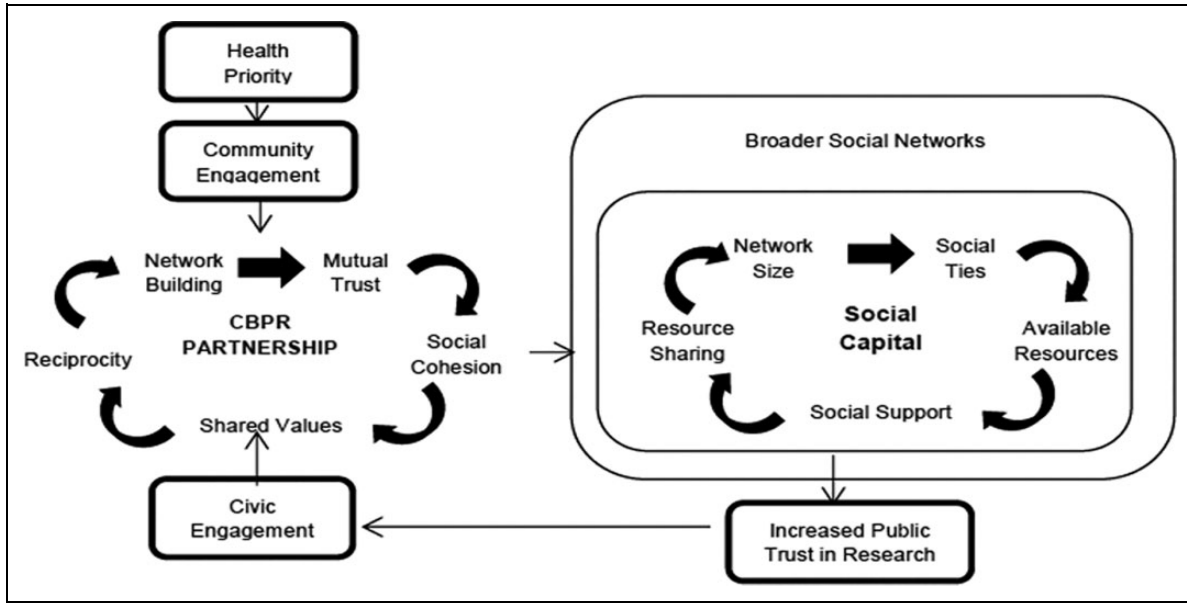 Health
Priority
Community
Engagement
Network
Building
Mutual
Trust
CBPR
PARTNERSHIP
Reciprocity
Social
Cohesion
Shared Values
Civic
Engagement
Broader Social Networks
Network
Size
Social
Ties
Social
Capital
Resource
Sharing
Available
Resources
Social Support
Increased Public
Trust in Research